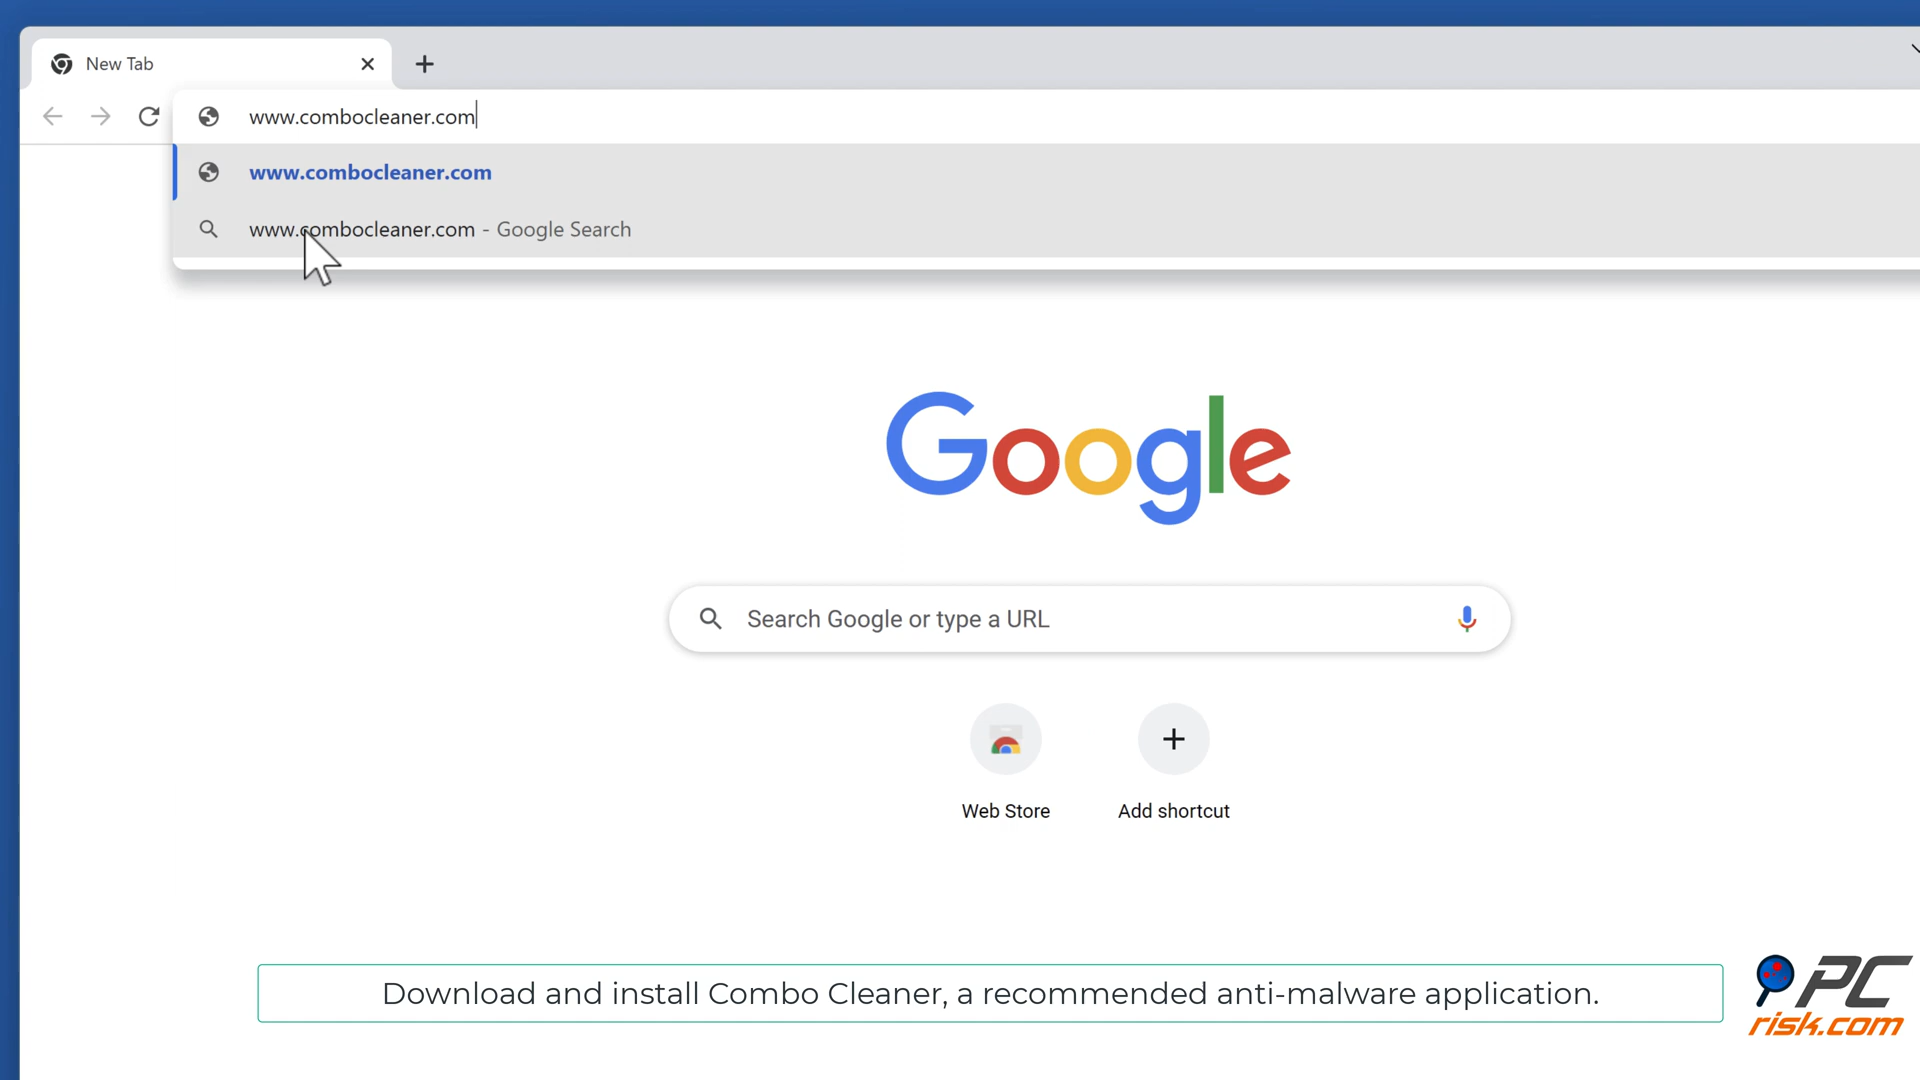 New Tab
www.combocleaner.com
www.combocleaner.com
www.combocleaner.com - Google Search
Google
Search Google or type a URL
Web Store
Add shortcut
Download and install Combo Cleaner, a recommended anti-malware application.
PC
risk.com